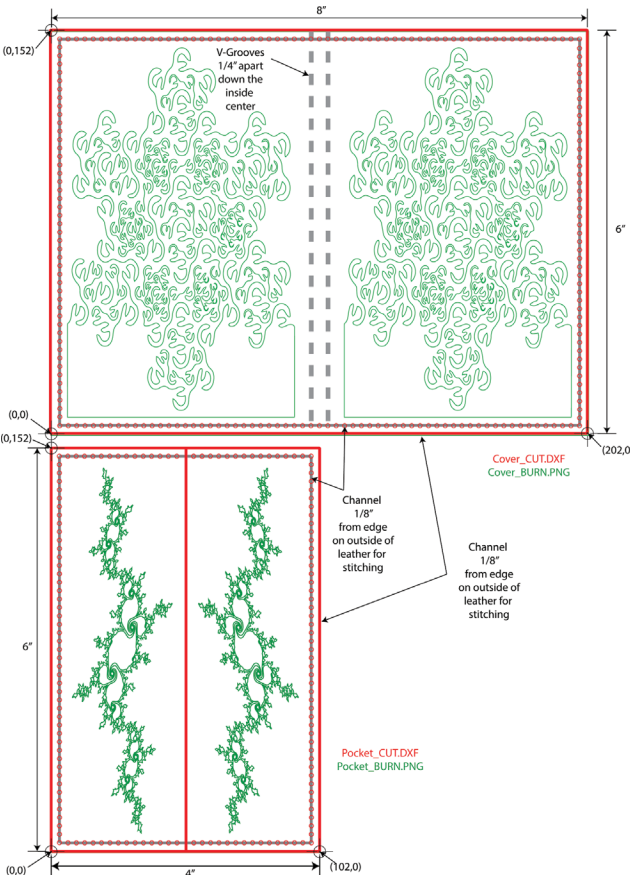 8"
(0,152)
V-Grooves
1/4" apart
down the
inside
center
6"
(0,0)
(0,152)
(202,0
Cover_CUT.DXF
Cover_BURN.PNG
Channel
1/8"
from edge
on outside of
leather for
stitching
Channel
1/8"
from edge
on outside of
leather for
stitching
6"
Pocket_CUT.DXF
Pocket_BURN.PNG
(0,0)
4"
(102,0)